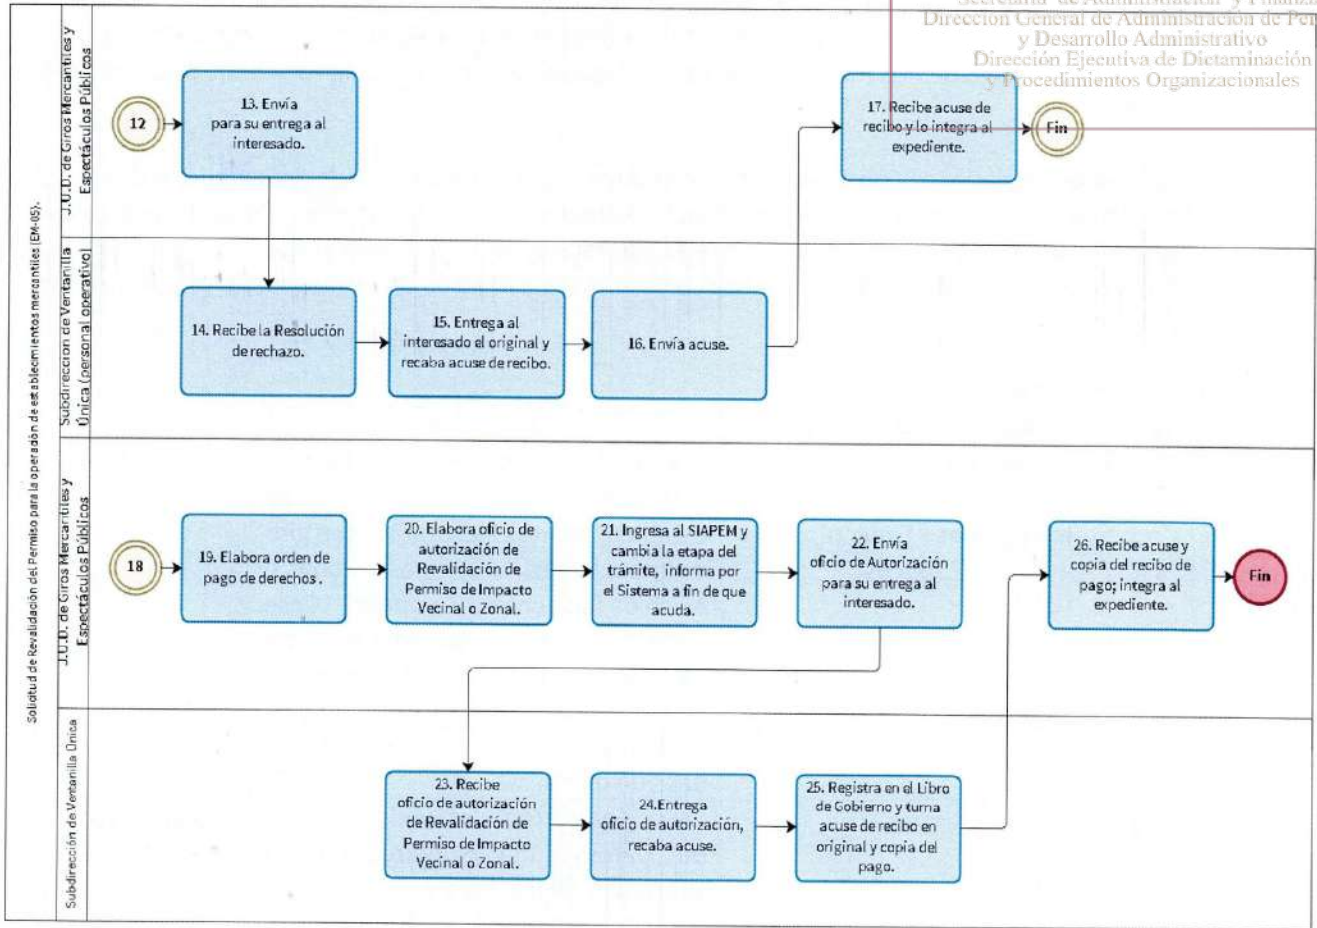 Dirección General de Administración de Per
y Desarrollo Administrativo
Dirección Ejecutiva de Dictaminación
y Procedimientos Organizacionales
Solicitud de Revalidación del Permiso para la operación de establecimientos mercantiles (EM-05).
J.U.D. de Giros Mercantiles y
Espectáculos Públicos
12
13. Envía
para su entrega al
interesado.
17. Recibe acuse de
recibo y lo integra al
expediente.
Fin
Subdirección de Ventanilla
Única (personal operativo)
14. Recibe la Resolución
de rechazo.
15. Entrega al
interesado el original y
recaba acuse de recibo.
16. Envía acuse.
J.U.D. de Giros Mercantiles y
Espectáculos Públicos
18
19. Elabora orden de
pago de derechos .
20. Elabora oficio de
autorización de
Revalidación de
Permiso de Impacto
Vecinal o Zonal.
21. Ingresa al SIAPEM y
cambia la etapa del
trámite, informa por
el Sistema a fin de que
acuda.
22. Envía
oficio de Autorización
para su entrega al
interesado.
26. Recibe acuse y
copia del recibo de
pago; integra al
expediente.
Fin
Subdirección de Ventanilla Única
23. Recibe
oficio de autorización
de Revalidación de
Permiso de Impacto
Vecinal o Zonal.
24.Entrega
oficio de autorización,
recaba acuse.
25. Registra en el Libro
de Gobierno y turna
acuse de recibo en
original y copia del
pago.